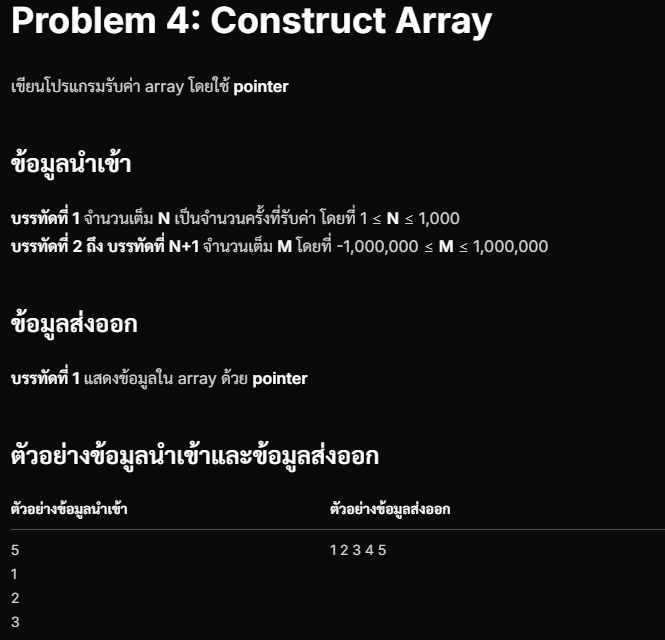 Problem 4: Construct Array
เขียนโปรแกรมรับค่า array โดยใช้ pointer
ข้อมูลนำเข้า
บรรทัดที่ 1 จำนวนเต็ม N เป็นจำนวนครั้งที่รับค่า โดยที่ 1 ≤ N ≤ 1,000
บรรทัดที่ 2 ถึง บรรทัดที่ N+1 จำนวนเต็ม M โดยที่ -1,000,000 ≤ M ≤ 1,000,000
ข้อมูลส่งออก
บรรทัดที่ 1 แสดงข้อมูลใน array ด้วย pointer
ตัวอย่างข้อมูลนำเข้าและข้อมูลส่งออก
ตัวอย่างข้อมูลนำเข้า ตัวอย่างข้อมูลส่งออก
5 1 2 3 4 5
1
2
3